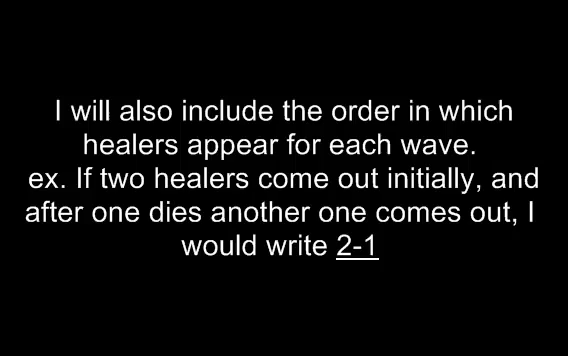 I will also include the order in which
healers appear for each wave.
ex. If two healers come out initially, and
after one dies another one comes out, I
would write 2-1